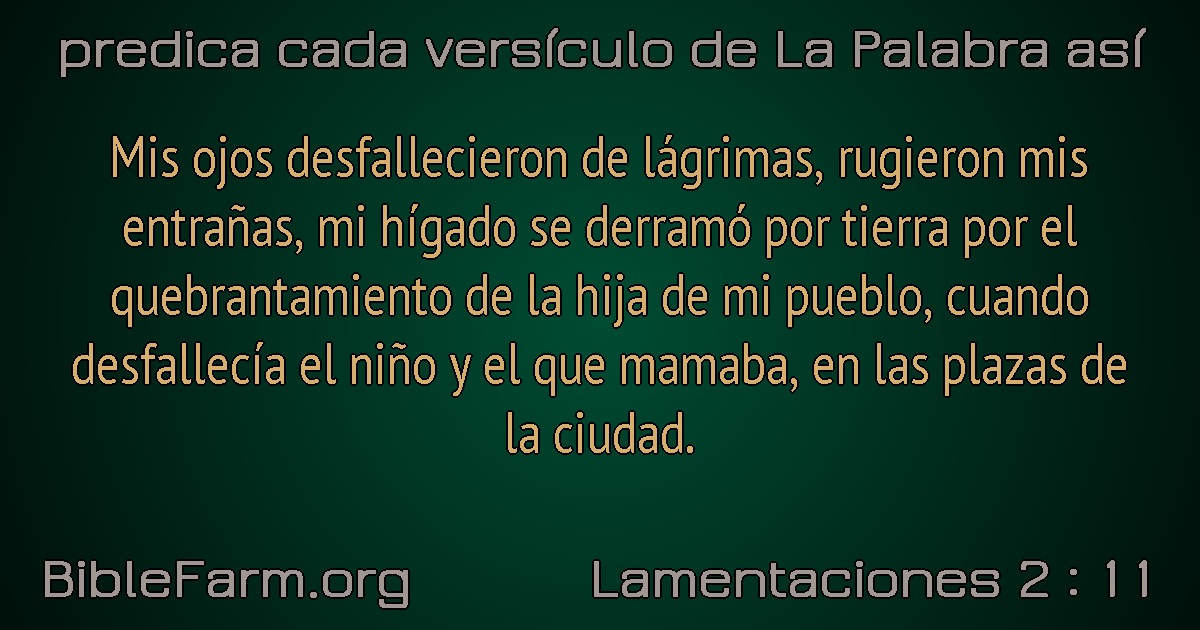 predica cada versículo de La Palabra así
Mis ojos desfallecieron de lágrimas, rugieron mis
entrañas, mi hígado se derramó por tierra por el
quebrantamiento de la hija de mi pueblo, cuando
desfallecía el niño y el que mamaba, en las plazas de
la ciudad.
BibleFarm.org
Lamentaciones 2 : 11